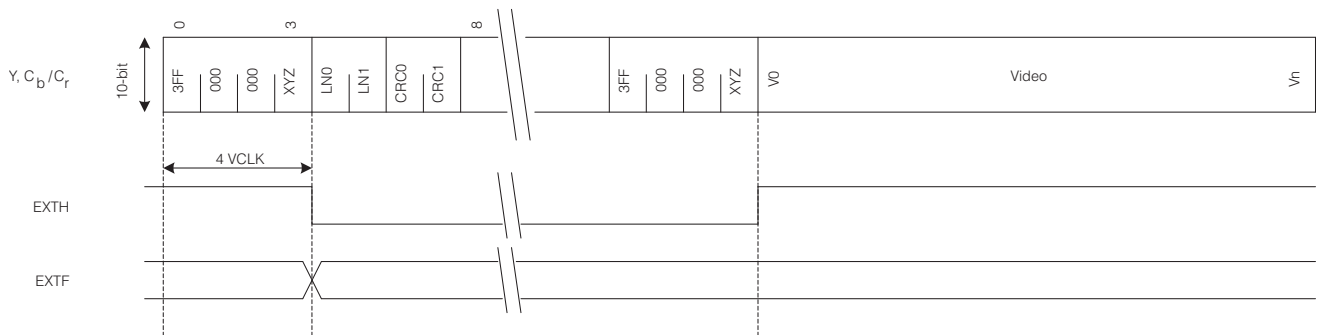 0 3 8
Y, Cb/Cr 10-bit 3FF 000 000 XYZ LN0 LN1 CRC0 CRC1 3FF 000 000 XYZ V0 Video Vn
4 VCLK
EXTH
EXTF